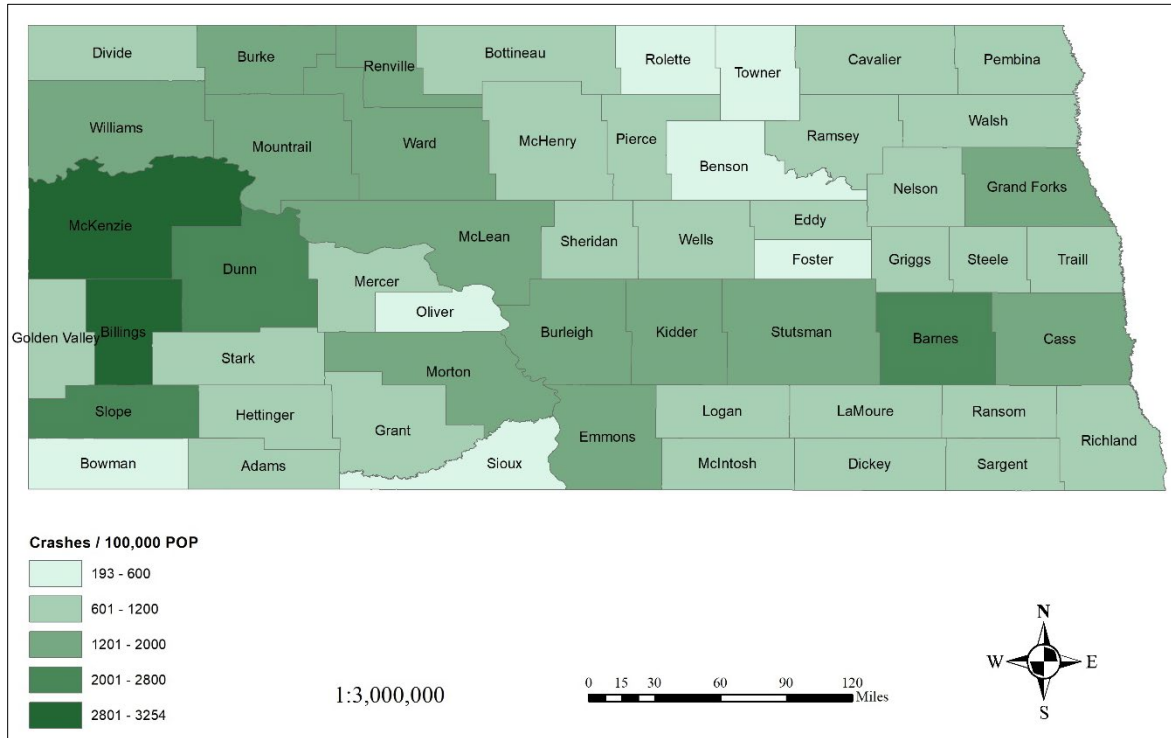 Divide
Burke
Renville
Bottineau
Rolette
Towner
Cavalier
Pembina
Williams
Mountrail
Ward
McHenry
Pierce
Benson
Ramsey
Walsh
Nelson
Grand Forks
McKenzie
Dunn
McLean
Mercer
Oliver
Sheridan
Wells
Eddy
Foster
Griggs
Steele
Traill
Golden Valley
Billings
Stark
Morton
Burleigh
Kidder
Stutsman
Barnes
Cass
Slope
Hettinger
Grant
Emmons
Logan
LaMoure
Ransom
Richland
Bowman
Adams
Sioux
McIntosh
Dickey
Sargent
Crashes / 100,000 POP
193 - 600
601 - 1200
1201 - 2000
2001 - 2800
2801 - 3254
1:3,000,000
0 15 30 60 90 120
Miles
N
W E
S